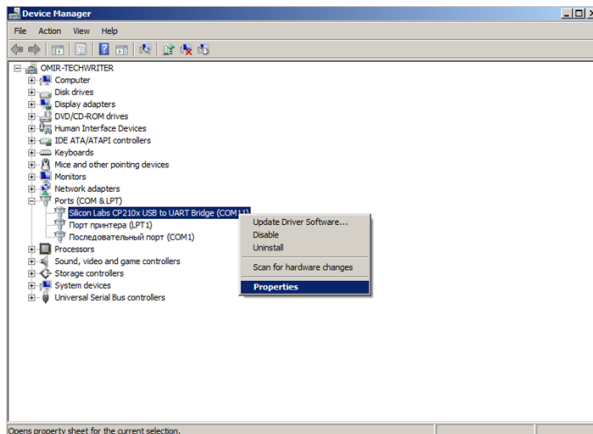 Device Manager
File Action View Help
OMIR-TECHWRITER
Computer
Disk drives
Display adapters
DVD/CD-ROM drives
Human Interface Devices
IDE ATA/ATAPI controllers
Keyboards
Mice and other pointing devices
Monitors
Network adapters
Ports (COM & LPT)
Silicon Labs CP210x USB to UART Bridge (COM11)
Порт принтера (LPT1)
Последовательный порт (COM1)
Processors
Sound, video and game controllers
Storage controllers
System devices
Universal Serial Bus controllers
Update Driver Software...
Disable
Uninstall
Scan for hardware changes
Properties
Opens property sheet for the current selection.